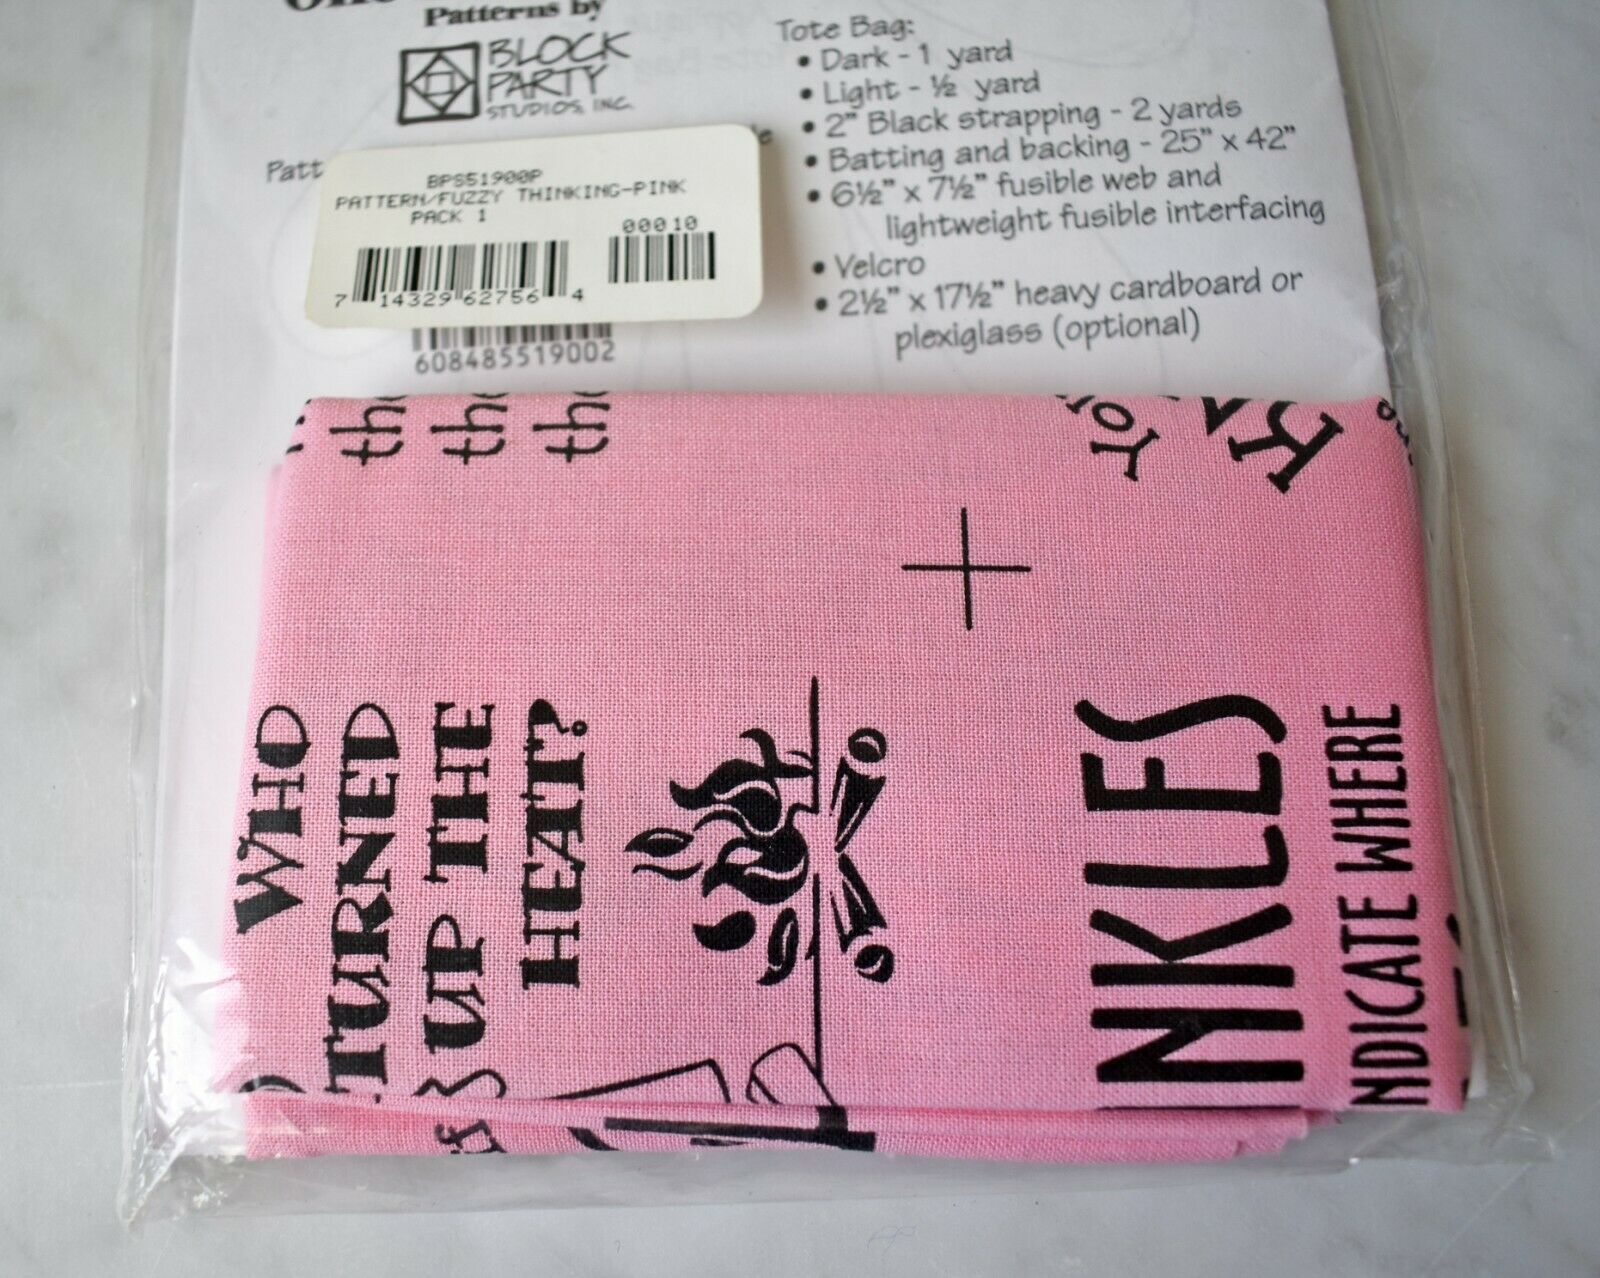 Patterns by
BLOCK
PARTY
STUDIOS, INC.
Tote Bag:
• Dark - 1 yard
• Light - ½ yard
• 2" Black strapping - 2 yards
• Batting and backing - 25" x 42"
• 6½" x 7½" fusible web and
lightweight fusible interfacing
• Velcro
• 2½" x 17½" heavy cardboard or
plexiglass (optional)
BPS51900P
PATTERN/FUZZY THINKING-PINK
PACK 1
00010
7 14329 62756 4
608485519002
WHO
TURNED
UP THE
HEAT?
NKLES
NDICATE WHERE